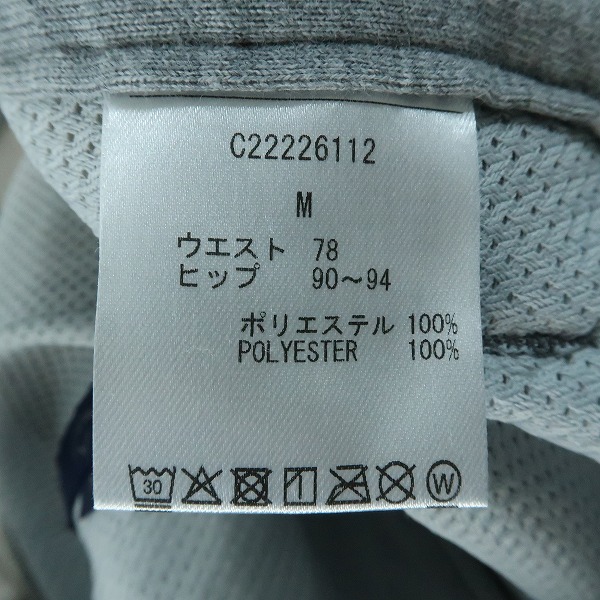 C22226112
M
ウエスト 78
ヒップ 90～94
ポリエステル 100%
POLYESTER 100%
30 W